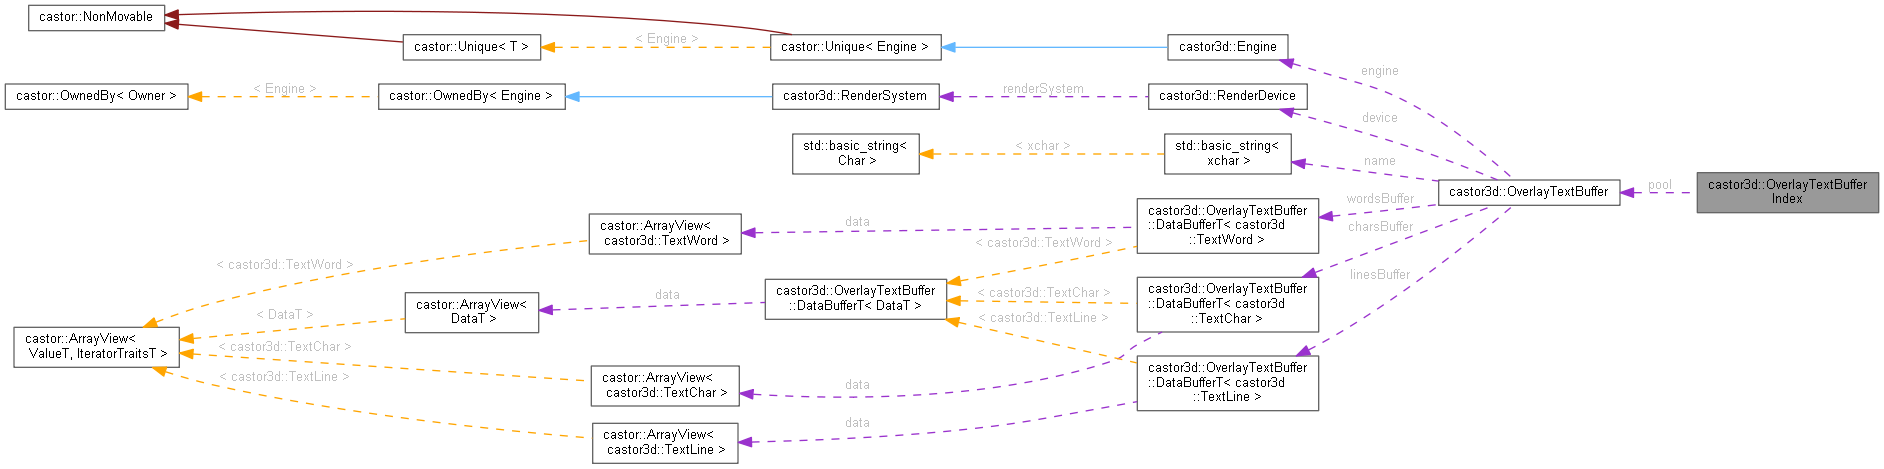 castor::NonMovable
castor::Unique< T >
< Engine >
castor::Unique< Engine >
castor3d::Engine
engine
castor::OwnedBy< Owner >
< Engine >
castor::OwnedBy< Engine >
castor3d::RenderSystem
renderSystem
castor3d::RenderDevice
device
std::basic_string<
Char >
< xchar >
std::basic_string<
xchar >
name
castor3d::OverlayTextBuffer
pool
castor3d::OverlayTextBuffer
Index
wordsBuffer
charsBuffer
linesBuffer
castor::ArrayView<
castor3d::TextWord >
data
castor3d::OverlayTextBuffer
::DataBufferT< castor3d
::TextWord >
< castor3d::TextWord >
< castor3d::TextWord >
castor::ArrayView<
DataT >
data
castor3d::OverlayTextBuffer
::DataBufferT< DataT >
< castor3d::TextChar >
castor3d::OverlayTextBuffer
::DataBufferT< castor3d
::TextChar >
< DataT >
< castor3d::TextLine >
castor::ArrayView<
ValueT, IteratorTraitsT >
< castor3d::TextChar >
castor::ArrayView<
castor3d::TextChar >
data
castor3d::OverlayTextBuffer
::DataBufferT< castor3d
::TextLine >
< castor3d::TextLine >
castor::ArrayView<
castor3d::TextLine >
data